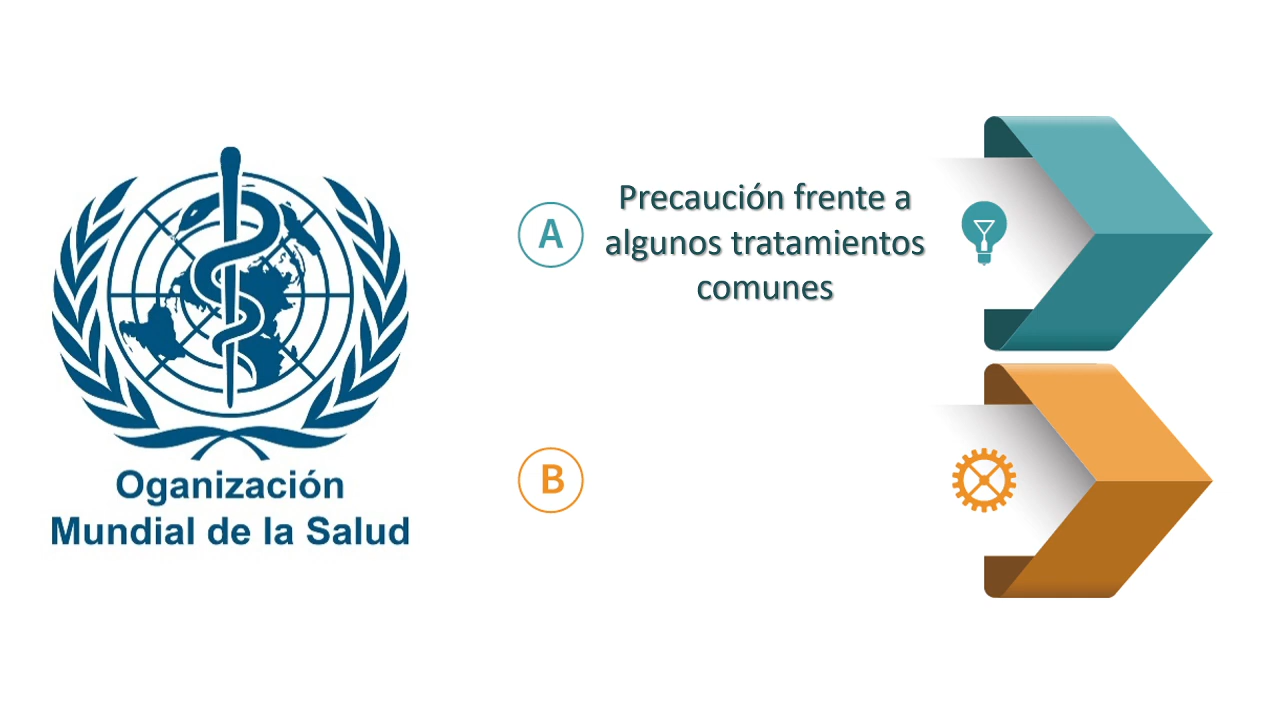 Oganización
Mundial de la Salud
A
Precaución frente a
algunos tratamientos
comunes
B